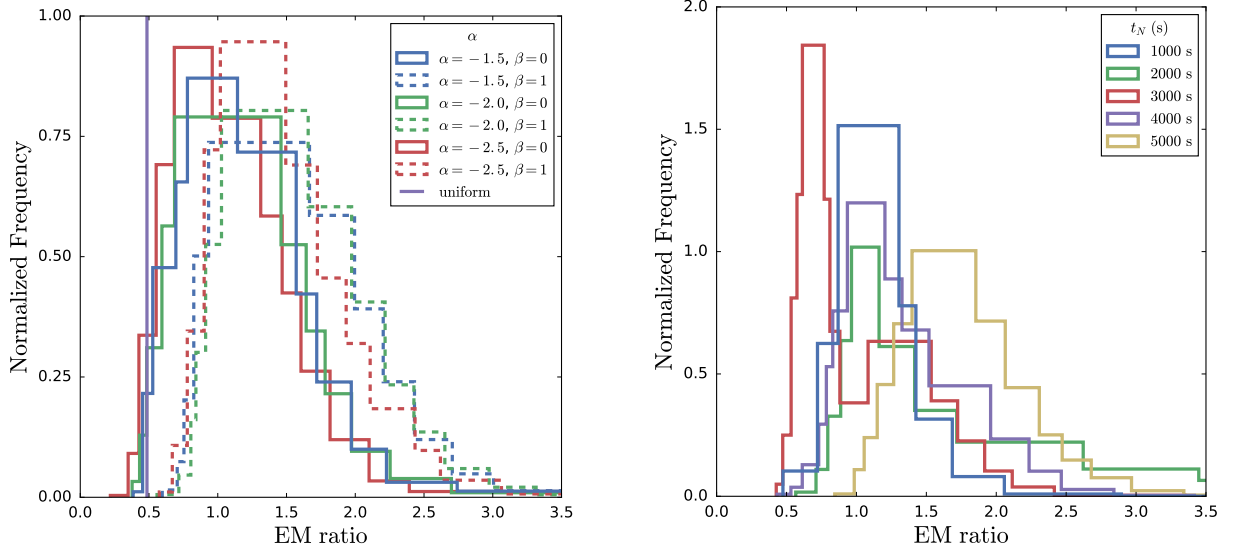 1.00
0.75
0.50
0.25
0.00
Normalized Frequency
0.0 0.5 1.0 1.5 2.0 2.5 3.0 3.5
EM ratio
α
α = −1.5, β = 0
α = −1.5, β = 1
α = −2.0, β = 0
α = −2.0, β = 1
α = −2.5, β = 0
α = −2.5, β = 1
uniform
2.0
1.5
1.0
0.5
0.0
Normalized Frequency
0.0 0.5 1.0 1.5 2.0 2.5 3.0 3.5
EM ratio
t_N (s)
1000 s
2000 s
3000 s
4000 s
5000 s